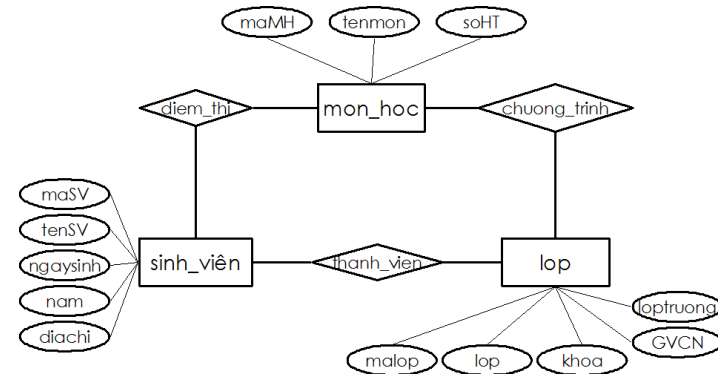 maMH
tenmon
soHT
diem_thi
mon_hoc
chuong_trinh
maSV
tenSV
ngaysinh
nam
diachi
sinh_viên
thanh_vien
lop
loptruong
GVCN
malop
lop
khoa